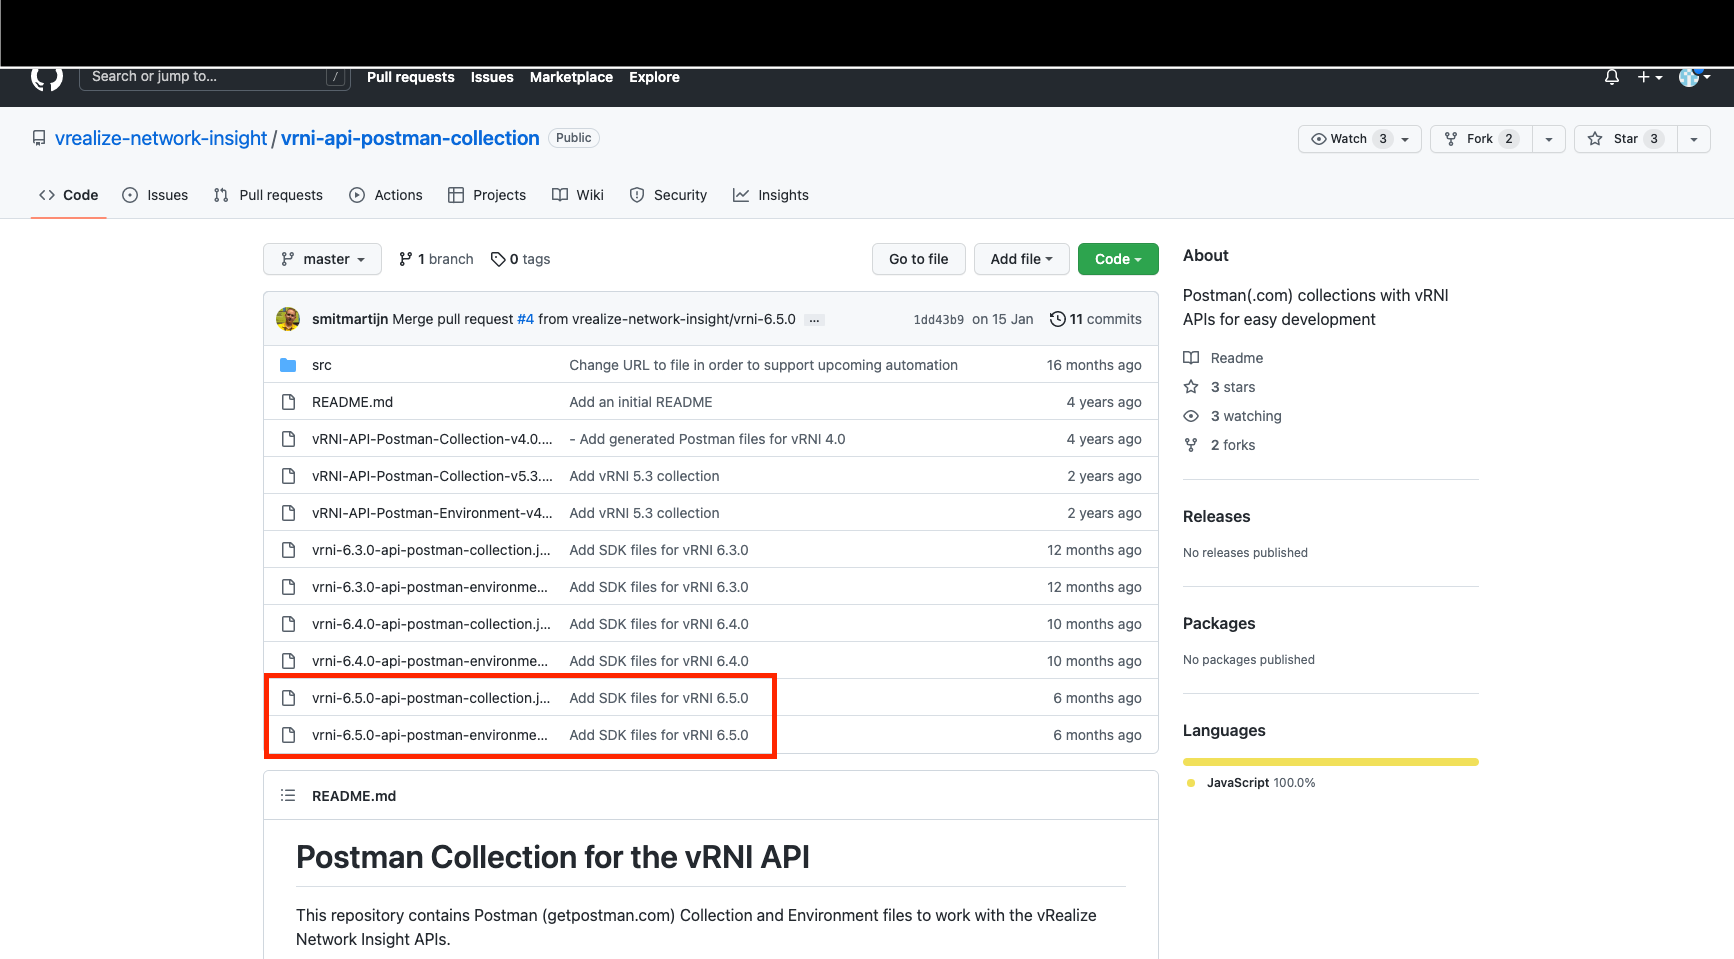 Search or jump to... / Pull requests Issues Marketplace Explore
vrealize-network-insight / vrni-api-postman-collection Public Watch 3 Fork 2 Star 3
Code Issues Pull requests Actions Projects Wiki Security Insights
master 1 branch 0 tags Go to file Add file Code
smitmartijn Merge pull request #4 from vrealize-network-insight/vrni-6.5.0 ... 1dd43b9 on 15 Jan 11 commits
src Change URL to file in order to support upcoming automation 16 months ago
README.md Add an initial README 4 years ago
vRNI-API-Postman-Collection-v4.0.... - Add generated Postman files for vRNI 4.0 4 years ago
vRNI-API-Postman-Collection-v5.3.... Add vRNI 5.3 collection 2 years ago
vRNI-API-Postman-Environment-v4... Add vRNI 5.3 collection 2 years ago
vrni-6.3.0-api-postman-collection.j... Add SDK files for vRNI 6.3.0 12 months ago
vrni-6.3.0-api-postman-environme... Add SDK files for vRNI 6.3.0 12 months ago
vrni-6.4.0-api-postman-collection.j... Add SDK files for vRNI 6.4.0 10 months ago
vrni-6.4.0-api-postman-environme... Add SDK files for vRNI 6.4.0 10 months ago
vrni-6.5.0-api-postman-collection.j... Add SDK files for vRNI 6.5.0 6 months ago
vrni-6.5.0-api-postman-environme... Add SDK files for vRNI 6.5.0 6 months ago
README.md
Postman Collection for the vRNI API
This repository contains Postman (getpostman.com) Collection and Environment files to work with the vRealize
Network Insight APIs.
About
Postman(.com) collections with vRNI
APIs for easy development
Readme
3 stars
3 watching
2 forks
Releases
No releases published
Packages
No packages published
Languages
JavaScript 100.0%